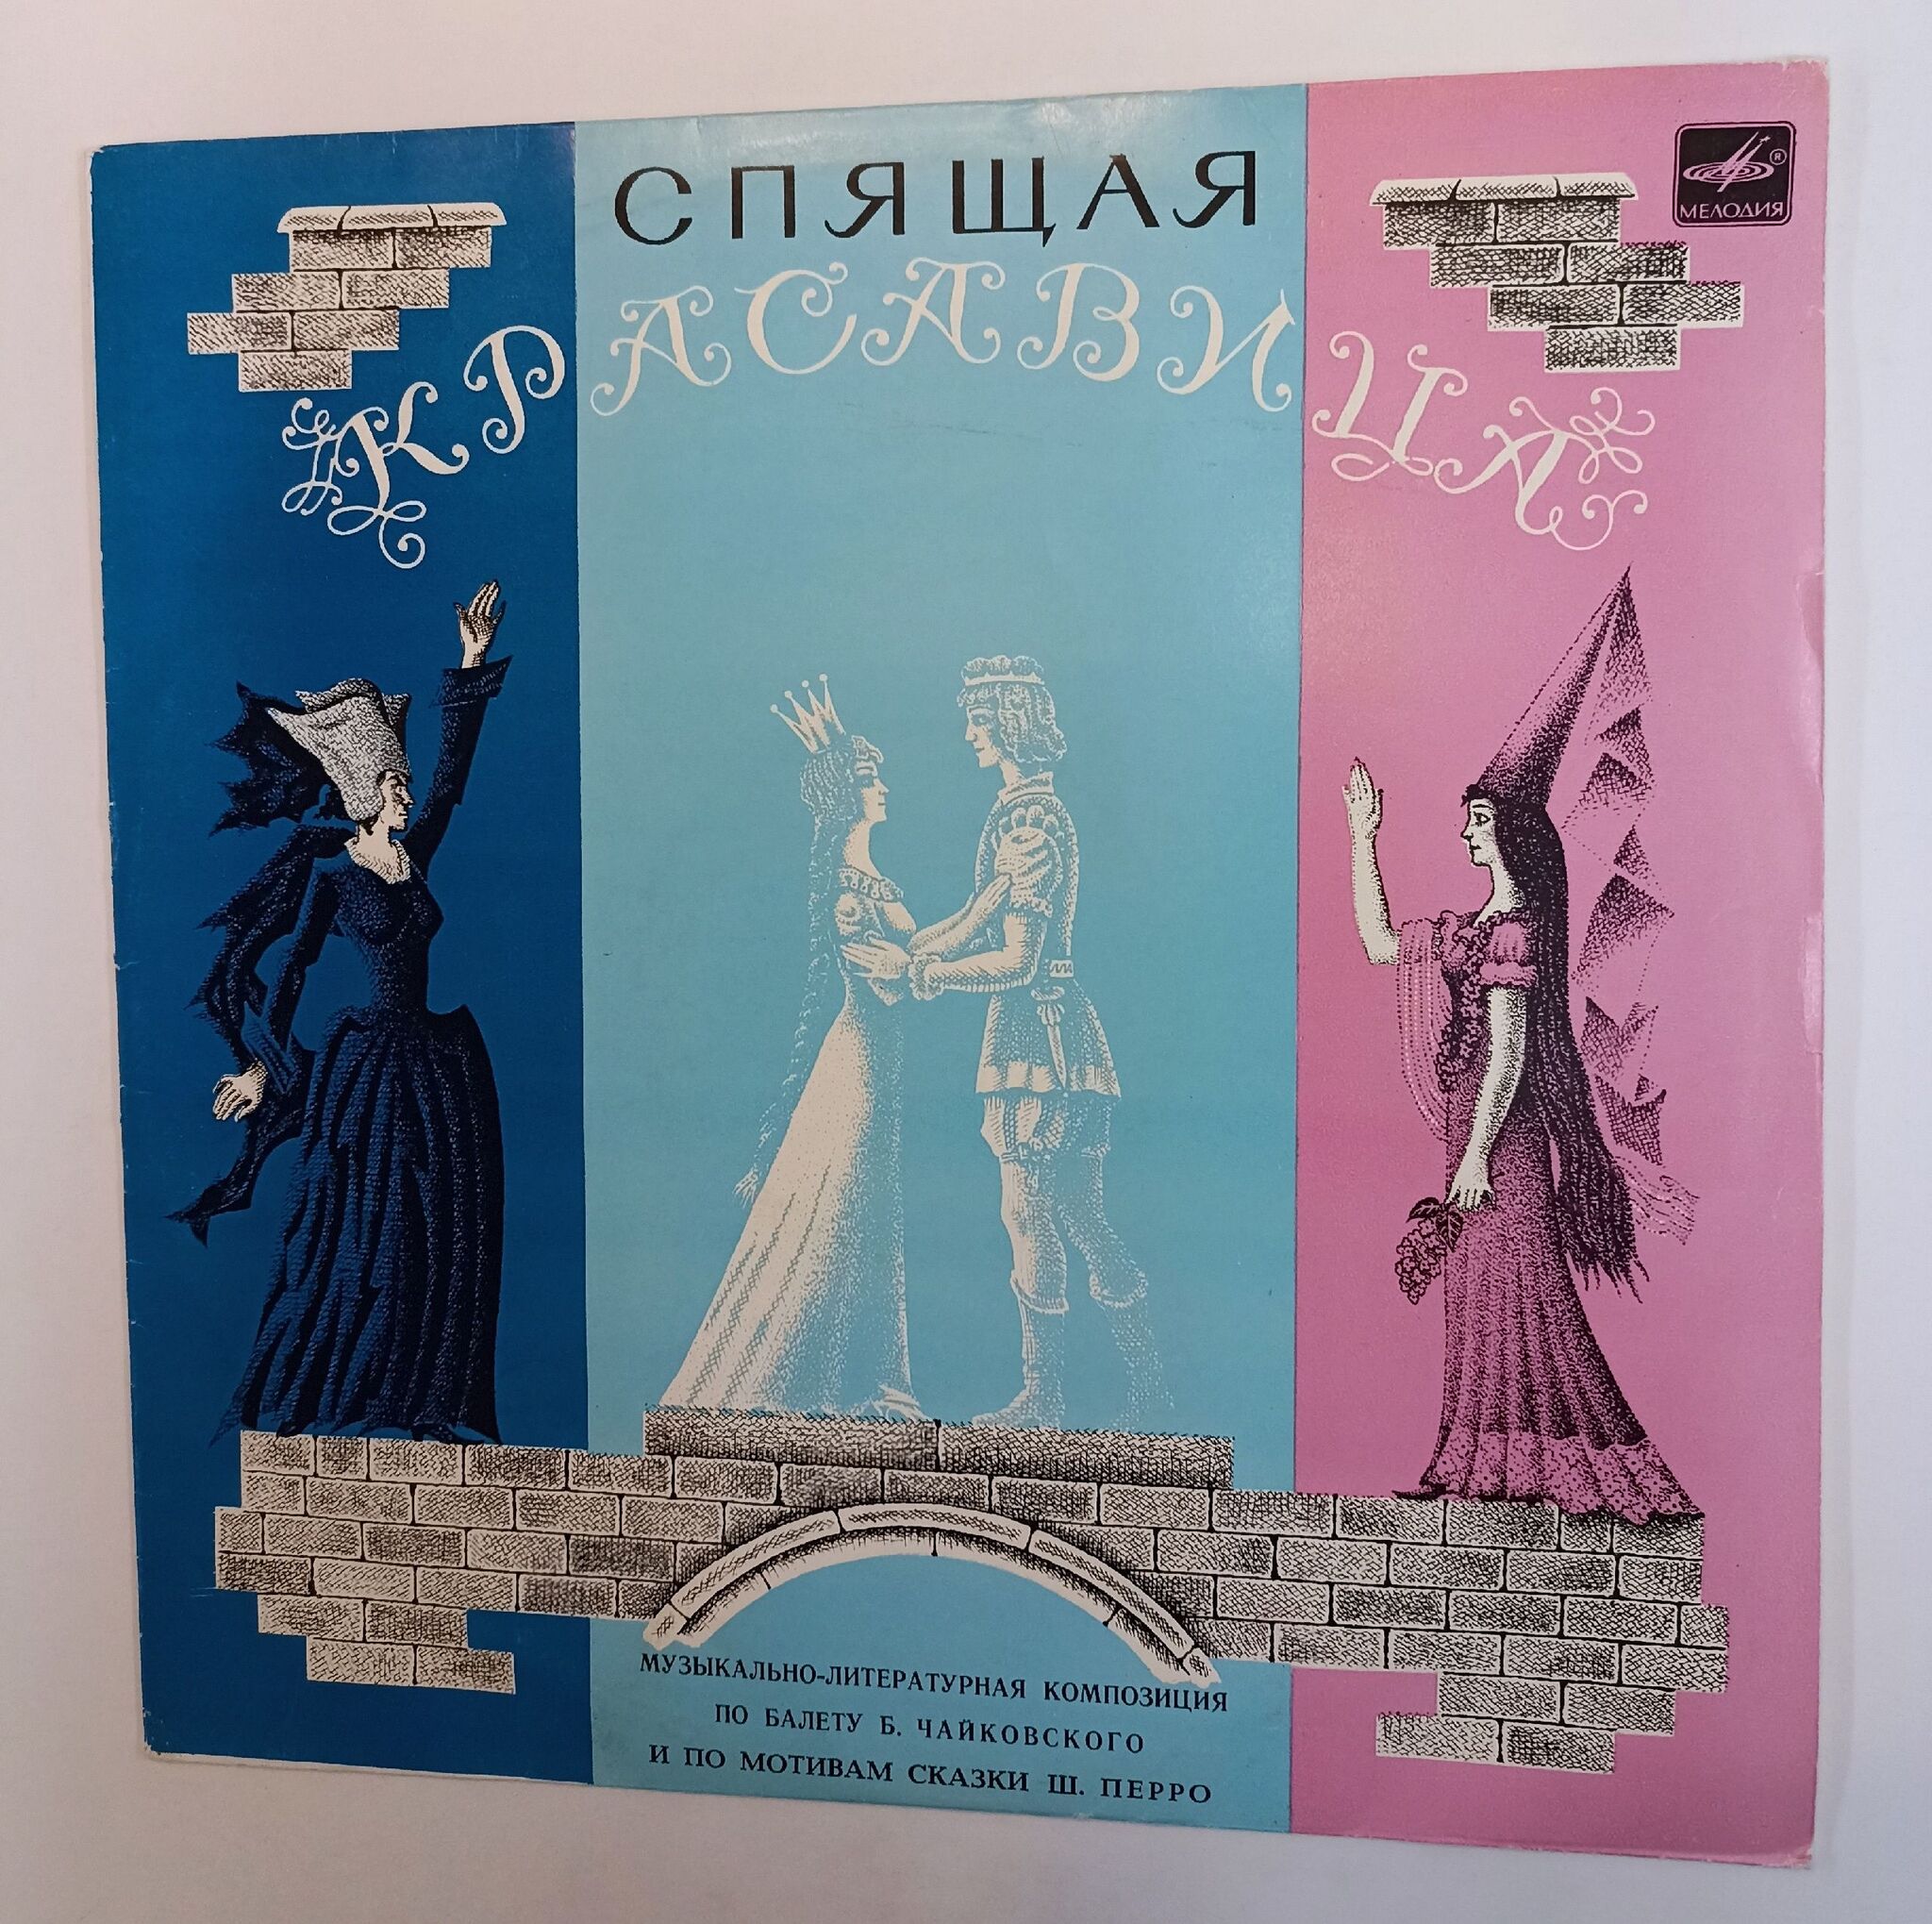 СПЯЩАЯ
КРАСАВИЦА
МЕЛОДИЯ
МУЗЫКАЛЬНО-ЛИТЕРАТУРНАЯ КОМПОЗИЦИЯ
ПО БАЛЕТУ Б. ЧАЙКОВСКОГО
И ПО МОТИВАМ СКАЗКИ Ш. ПЕРРО